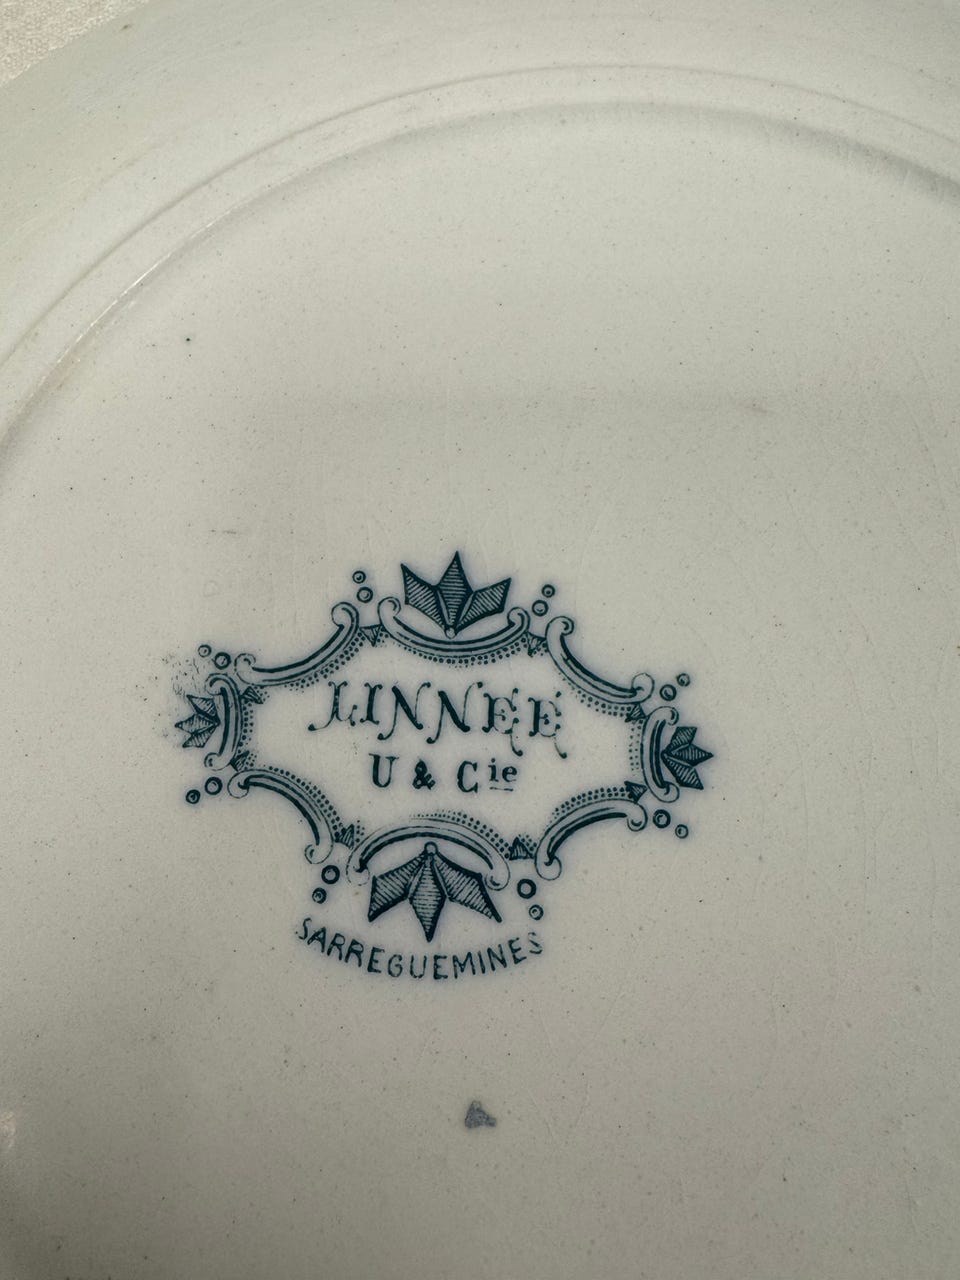 LINNEE
U & Cie
SARREGUEMINES